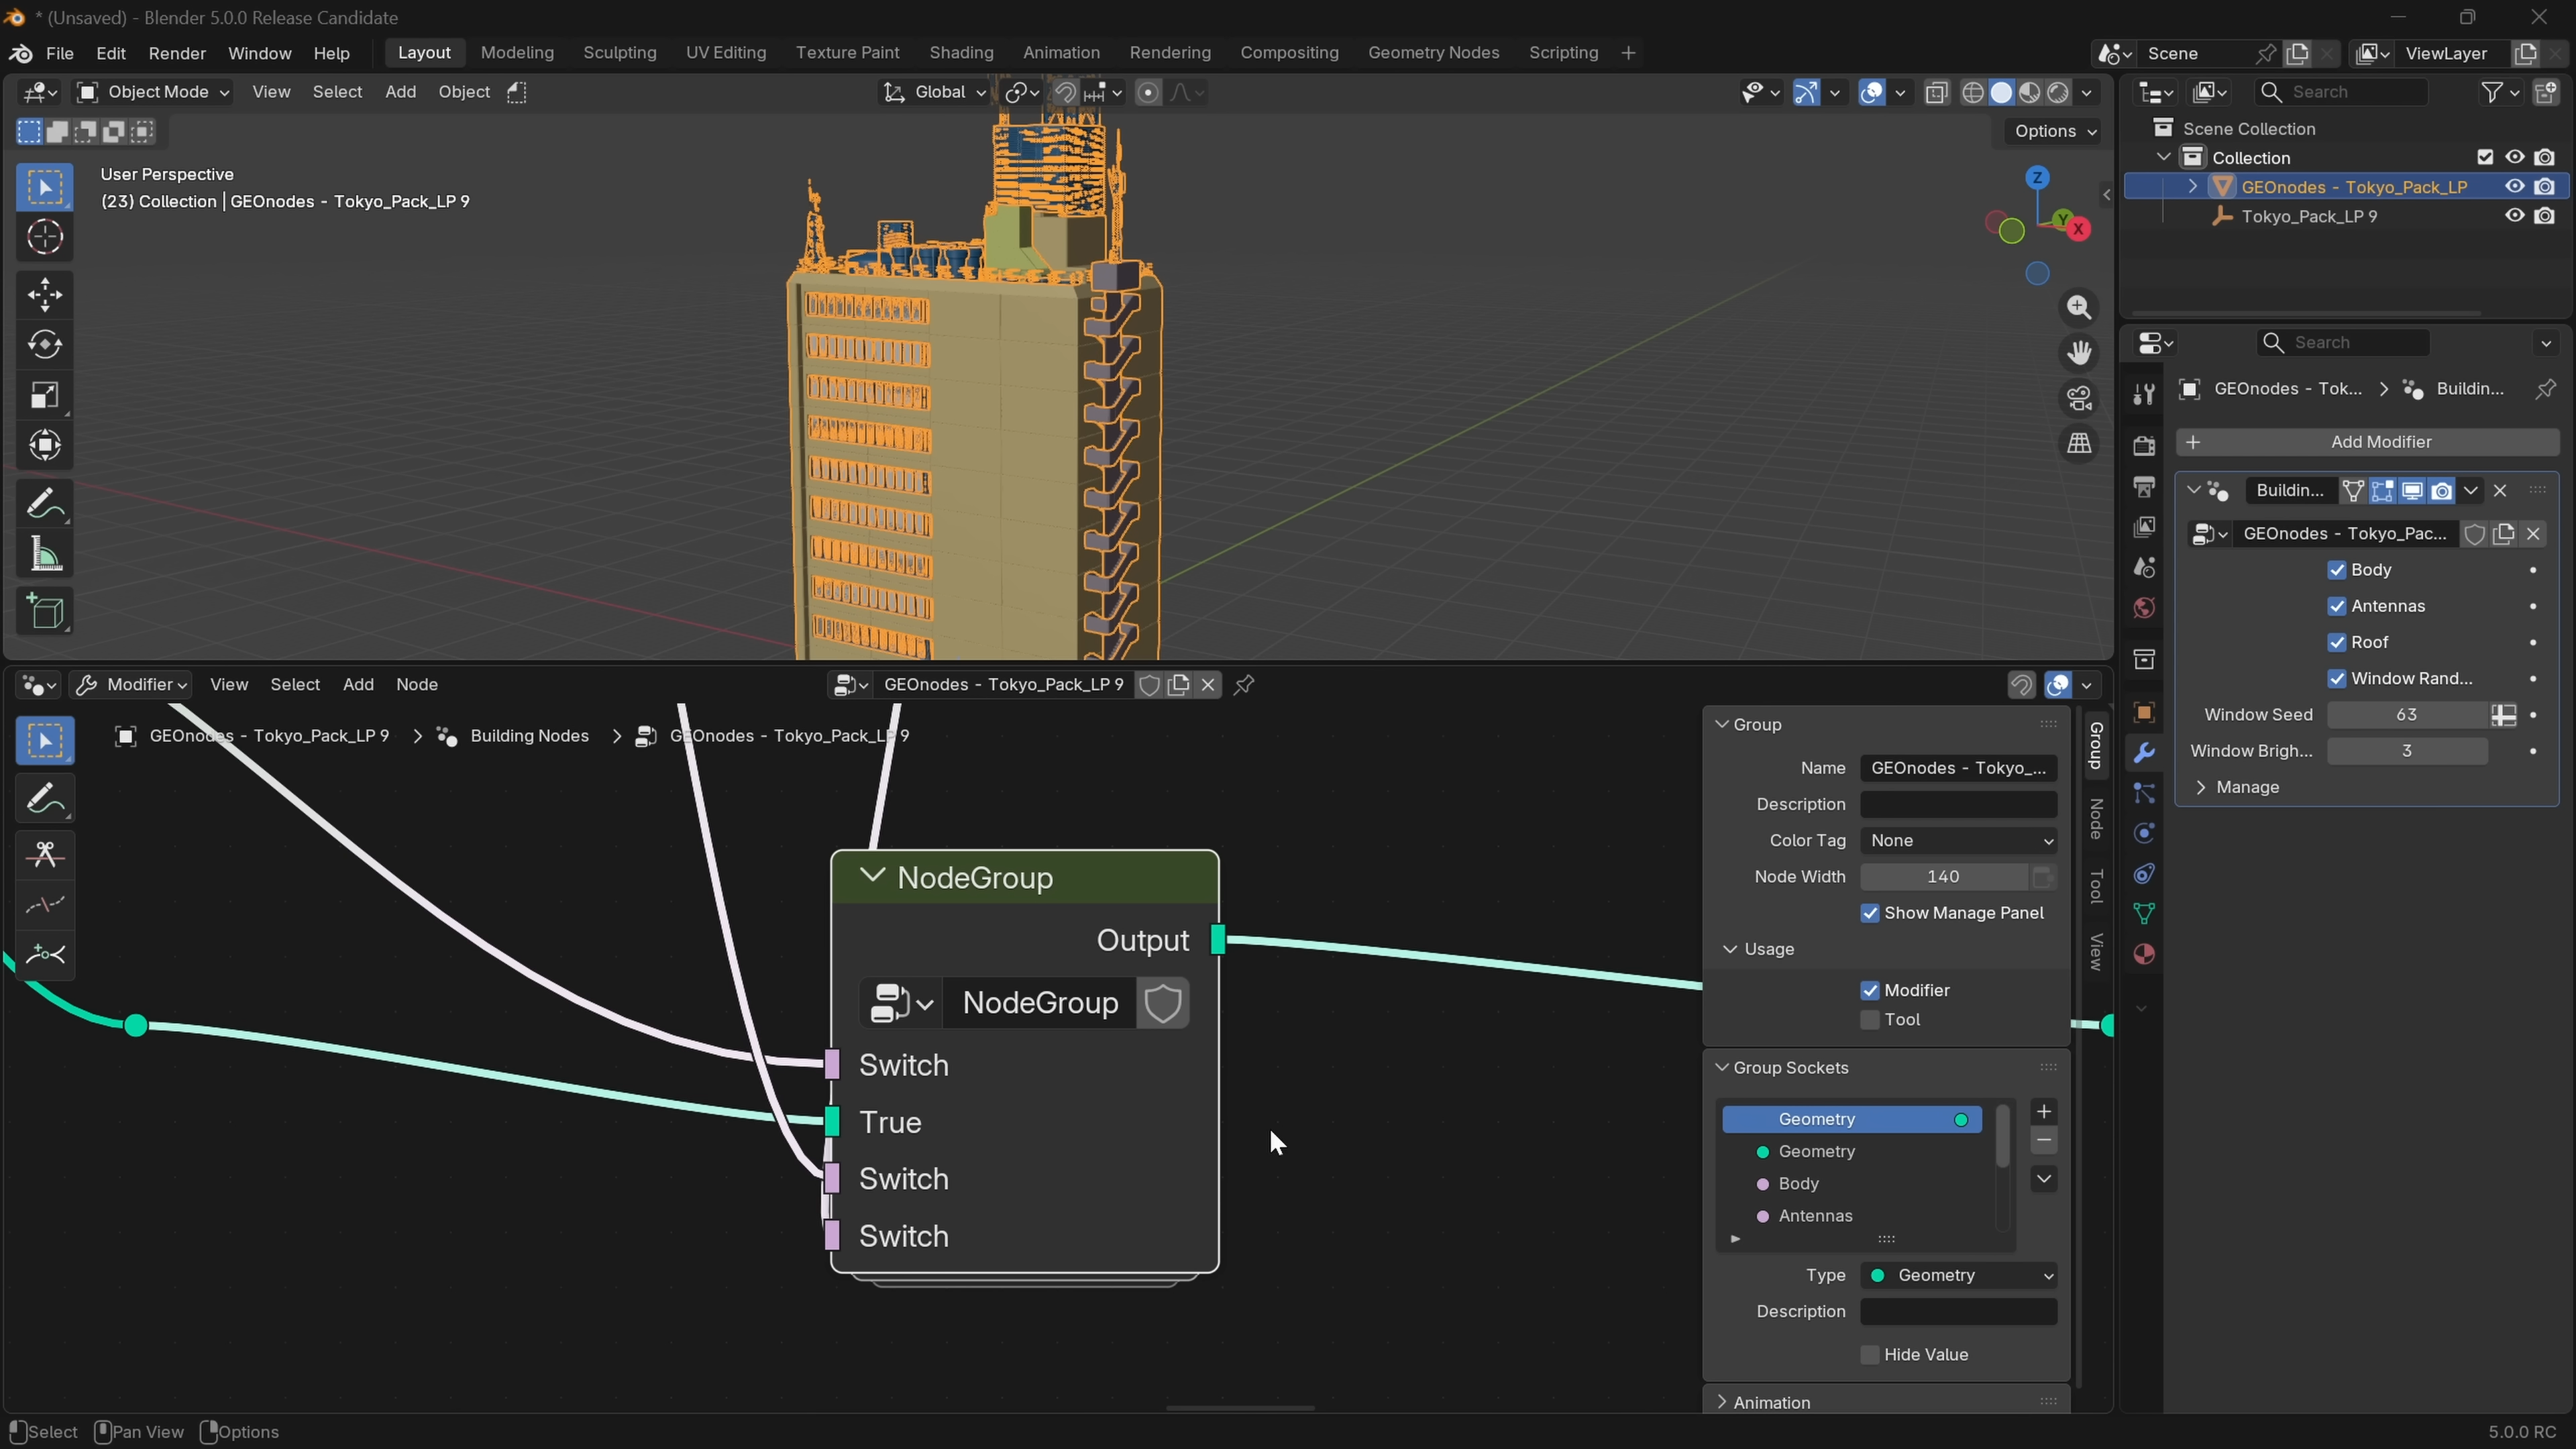 * (Unsaved) - Blender 5.0.0 Release Candidate
File Edit Render Window Help Layout Modeling Sculpting UV Editing Texture Paint Shading Animation Rendering Compositing Geometry Nodes Scripting + Scene ViewLayer
Object Mode View Select Add Object Global Search
Options
User Perspective
(23) Collection | GEOnodes - Tokyo_Pack_LP 9
Z
Y
X
Scene Collection
Collection
GEOnodes - Tokyo_Pack_LP
Tokyo_Pack_LP 9
Search
GEOnodes - Tok... > Buildin...
+ Add Modifier
Buildin...
GEOnodes - Tokyo_Pac...
Body
Antennas
Roof
Window Rand...
Window Seed 63
Window Brigh... 3
Manage
Modifier View Select Add Node GEOnodes - Tokyo_Pack_LP 9
GEOnodes - Tokyo_Pack_LP 9 > Building Nodes > GEOnodes - Tokyo_Pack_LP 9
NodeGroup
Output
NodeGroup
Switch
True
Switch
Switch
Group
Name GEOnodes - Tokyo_...
Description
Color Tag None
Node Width 140
Show Manage Panel
Usage
Modifier
Tool
Group Sockets
Geometry
Geometry
Body
Antennas
Type Geometry
Description
Hide Value
Animation
Group
Node
Tool
View
Select Pan View Options 5.0.0 RC